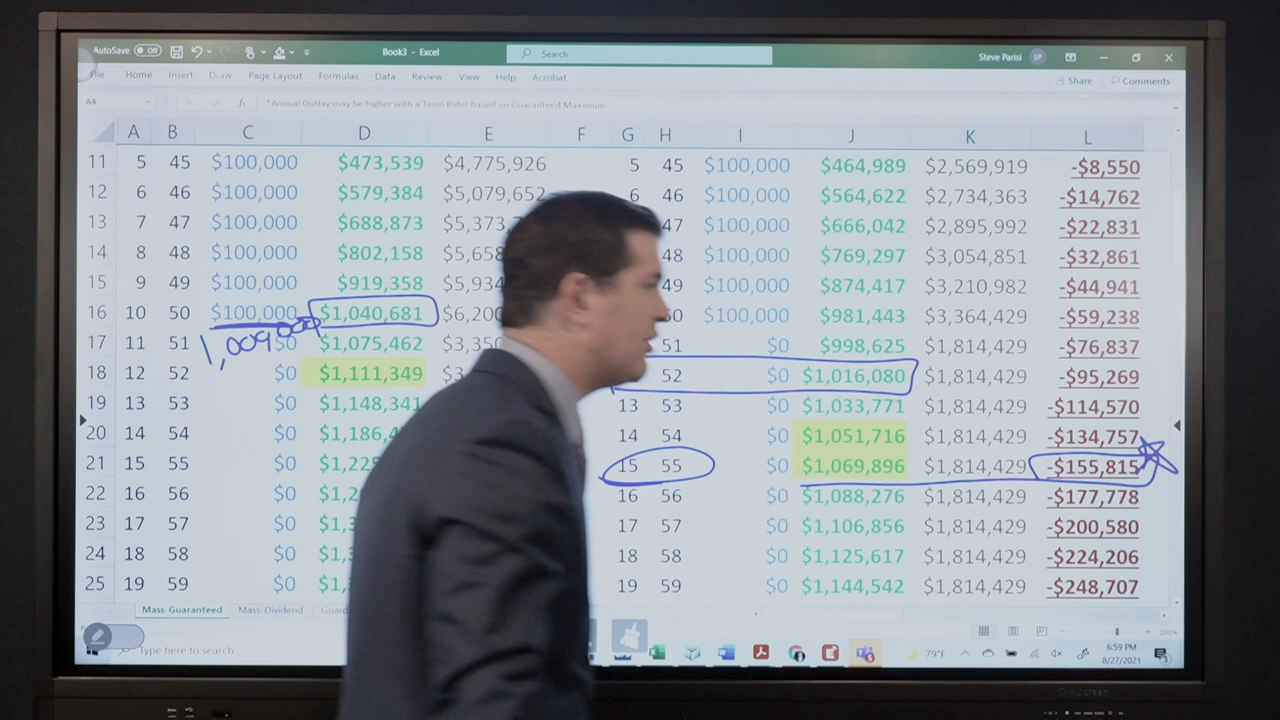 AutoSave Off Book3 - Excel Search Steve Parisi SP
File Home Insert Draw Page Layout Formulas Data Review View Help Acrobat Share Comments
A4 fx *Annual Outlay may be higher with a Term Rider based on Guaranteed Maximum
A B C D E F G H I J K L
11 5 45 $100,000 $473,539 $4,775,926 5 45 $100,000 $464,989 $2,569,919 -$8,550
12 6 46 $100,000 $579,384 $5,079,652 6 46 $100,000 $564,622 $2,734,363 -$14,762
13 7 47 $100,000 $688,873 47 $100,000 $666,042 $2,895,992 -$22,831
14 8 48 $100,000 $802,158 48 $100,000 $769,297 $3,054,851 -$32,861
15 9 49 $100,000 $919,358 49 $100,000 $874,417 $3,210,982 -$44,941
16 10 50 $100,000 $1,040,681 $100,000 $981,443 $3,364,429 -$59,238
1,009,000
17 11 51 $0 $1,075,462 51 $0 $998,625 $1,814,429 -$76,837
18 12 52 $0 $1,111,349 52 $0 $1,016,080 $1,814,429 -$95,269
19 13 53 $0 $1,148,341 13 53 $0 $1,033,771 $1,814,429 -$114,570
20 14 54 $0 14 54 $0 $1,051,716 $1,814,429 -$134,757
21 15 55 $0 15 55 $0 $1,069,896 $1,814,429 -$155,815
22 16 56 $0 16 56 $0 $1,088,276 $1,814,429 -$177,778
23 17 57 $0 17 57 $0 $1,106,856 $1,814,429 -$200,580
24 18 58 $0 18 58 $0 $1,125,617 $1,814,429 -$224,206
25 19 59 $0 19 59 $0 $1,144,542 $1,814,429 -$248,707
Mass-Guaranteed Mass-Dividend
200%
Type here to search 79°F 6:59 PM
8/27/2021